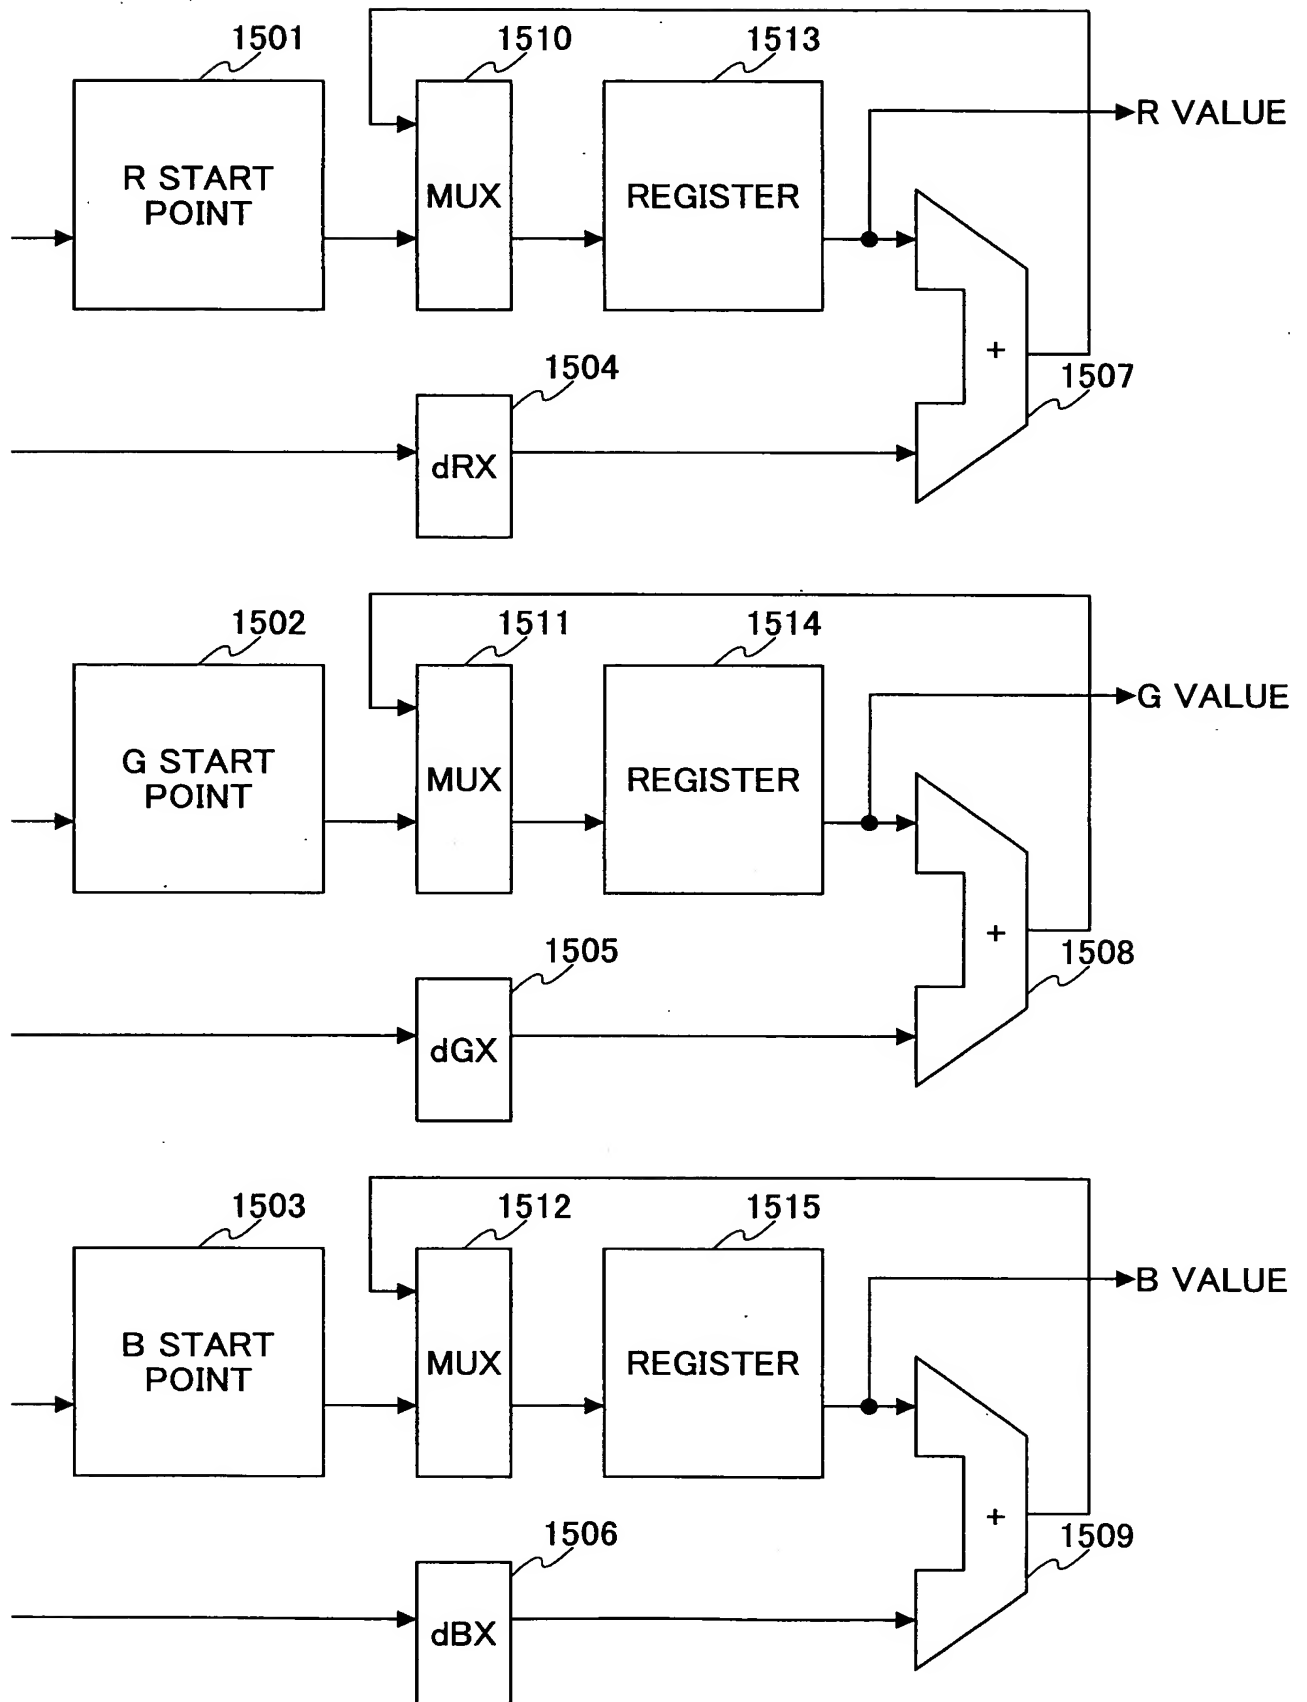 1501
1510
1513
R VALUE
R START
POINT
MUX
REGISTER
+
1504
1507
dRX
1502
1511
1514
G VALUE
G START
POINT
MUX
REGISTER
+
1505
1508
dGX
1503
1512
1515
B VALUE
B START
POINT
MUX
REGISTER
+
1506
1509
dBX